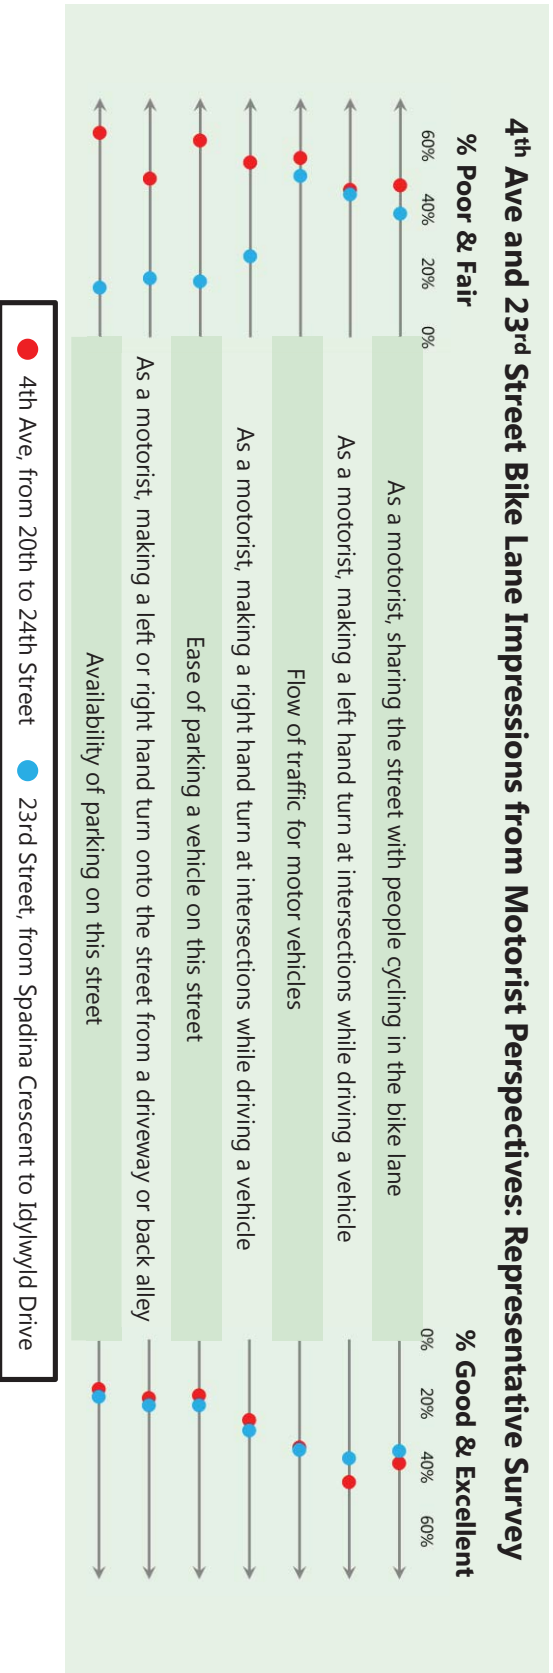 4th Ave and 23rd Street Bike Lane Impressions from Motorist Perspectives: Representative Survey
% Poor & Fair
% Good & Excellent
60% 40% 20% 0%
0% 20% 40% 60%
As a motorist, sharing the street with people cycling in the bike lane
As a motorist, making a left hand turn at intersections while driving a vehicle
Flow of traffic for motor vehicles
As a motorist, making a right hand turn at intersections while driving a vehicle
Ease of parking a vehicle on this street
As a motorist, making a left or right hand turn onto the street from a driveway or back alley
Availability of parking on this street
4th Ave, from 20th to 24th Street
23rd Street, from Spadina Crescent to Idylwyld Drive